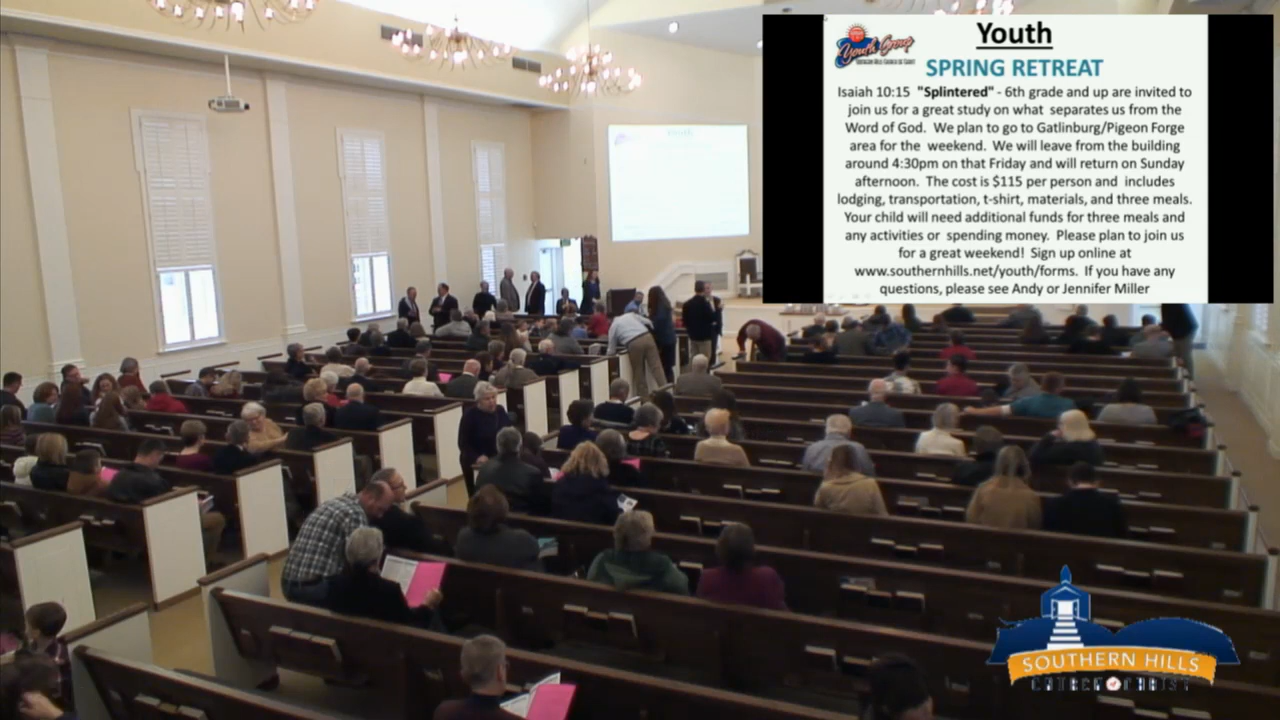 Youth
Youth Group
SPRING RETREAT
Isaiah 10:15 "Splintered" - 6th grade and up are invited to
join us for a great study on what separates us from the
Word of God. We plan to go to Gatlinburg/Pigeon Forge
area for the weekend. We will leave from the building
around 4:30pm on that Friday and will return on Sunday
afternoon. The cost is $115 per person and includes
lodging, transportation, t-shirt, materials, and three meals.
Your child will need additional funds for three meals and
any activities or spending money. Please plan to join us
for a great weekend! Sign up online at
www.southernhills.net/youth/forms. If you have any
questions, please see Andy or Jennifer Miller
Youth
SOUTHERN HILLS
CHURCH OF CHRIST